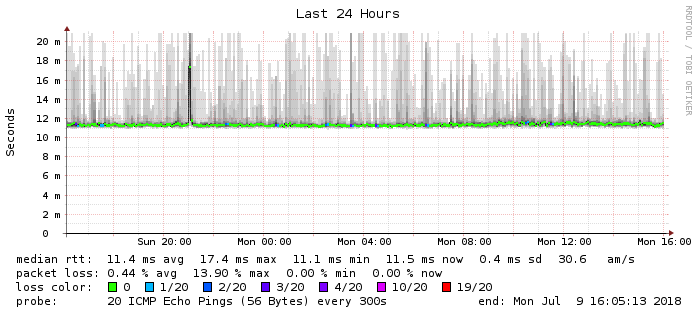 Last 24 Hours
RRDTOOL / TOBI OETIKER
Seconds
20 m
18 m
16 m
14 m
12 m
10 m
8 m
6 m
4 m
2 m
0
Sun 20:00 Mon 00:00 Mon 04:00 Mon 08:00 Mon 12:00 Mon 16:00
median rtt: 11.4 ms avg 17.4 ms max 11.1 ms min 11.5 ms now 0.4 ms sd 30.6 am/s
packet loss: 0.44 % avg 13.90 % max 0.00 % min 0.00 % now
loss color: 0 1/20 2/20 3/20 4/20 10/20 19/20
probe: 20 ICMP Echo Pings (56 Bytes) every 300s end: Mon Jul 9 16:05:13 2018